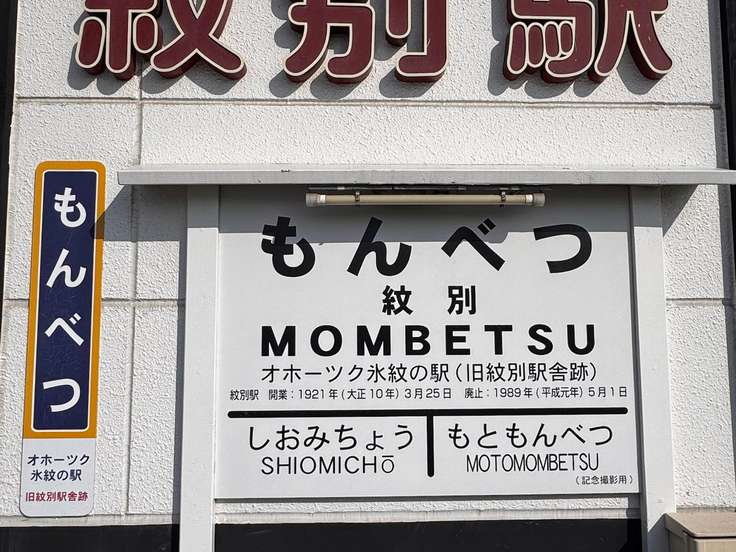 紋別駅
もんべつ
オホーツク
氷紋の駅
旧紋別駅舎跡
もんべつ
紋別
MOMBETSU
オホーツク氷紋の駅(旧紋別駅舎跡)
紋別駅 開業:1921年(大正10年)3月25日 廃止:1989年(平成元年)5月1日
しおみちょう
SHIOMICHŌ
もともんべつ
MOTOMOMBETSU
(記念撮影用)